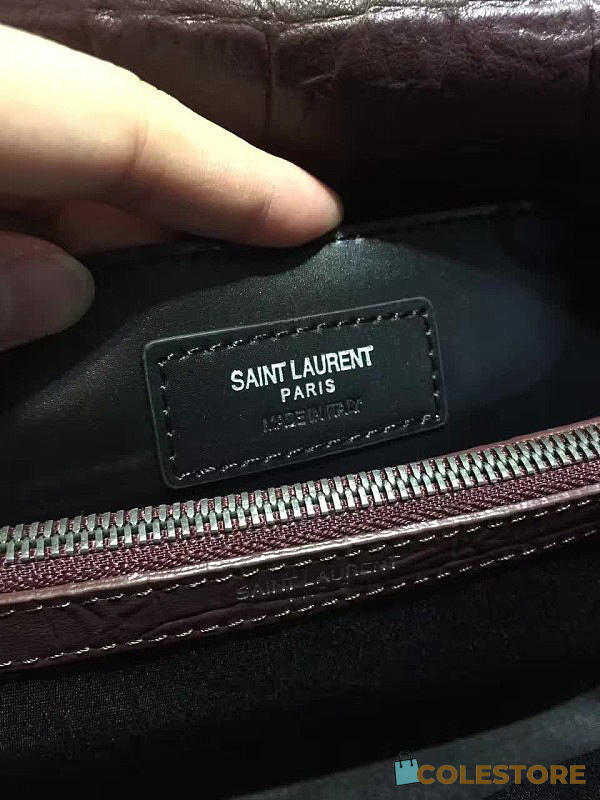 SAINT LAURENT
PARIS
MADE IN ITALY
SAINT LAURENT
COLESTORE